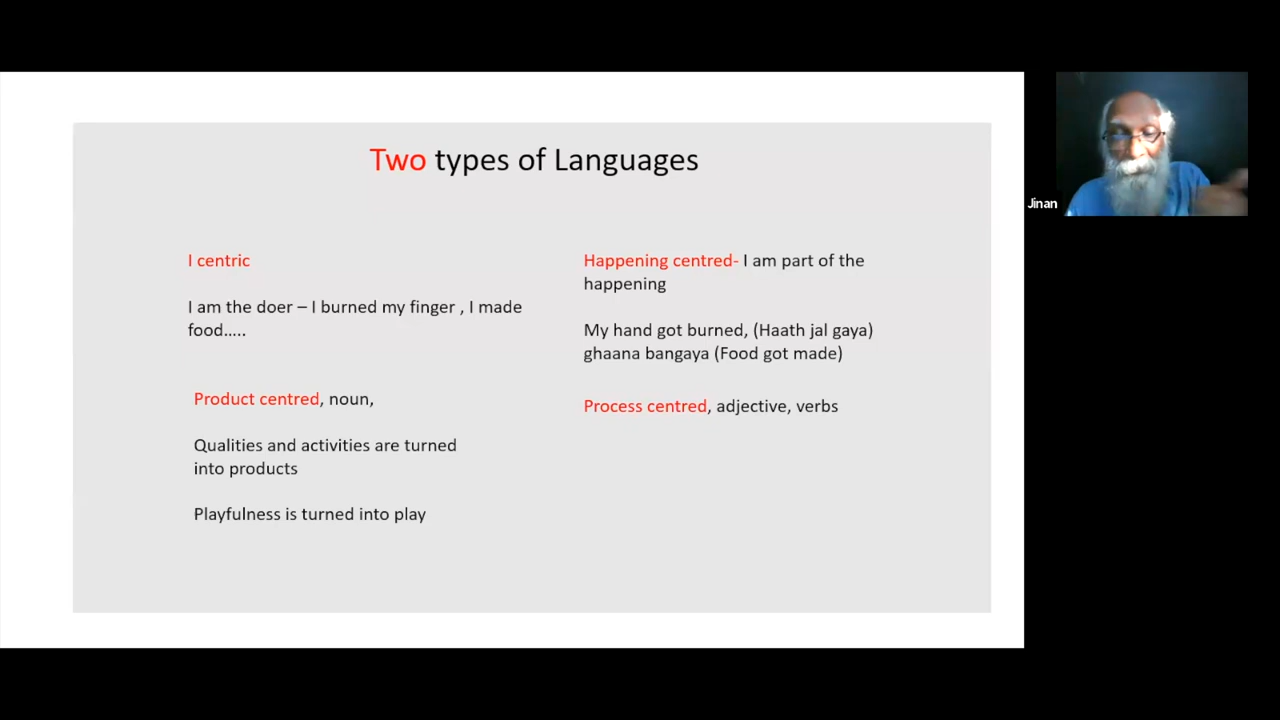 Two types of Languages
I centric
I am the doer – I burned my finger , I made
food…..
Product centred, noun,
Qualities and activities are turned
into products
Playfulness is turned into play
Happening centred- I am part of the
happening
My hand got burned, (Haath jal gaya)
ghaana bangaya (Food got made)
Process centred, adjective, verbs
Jinan